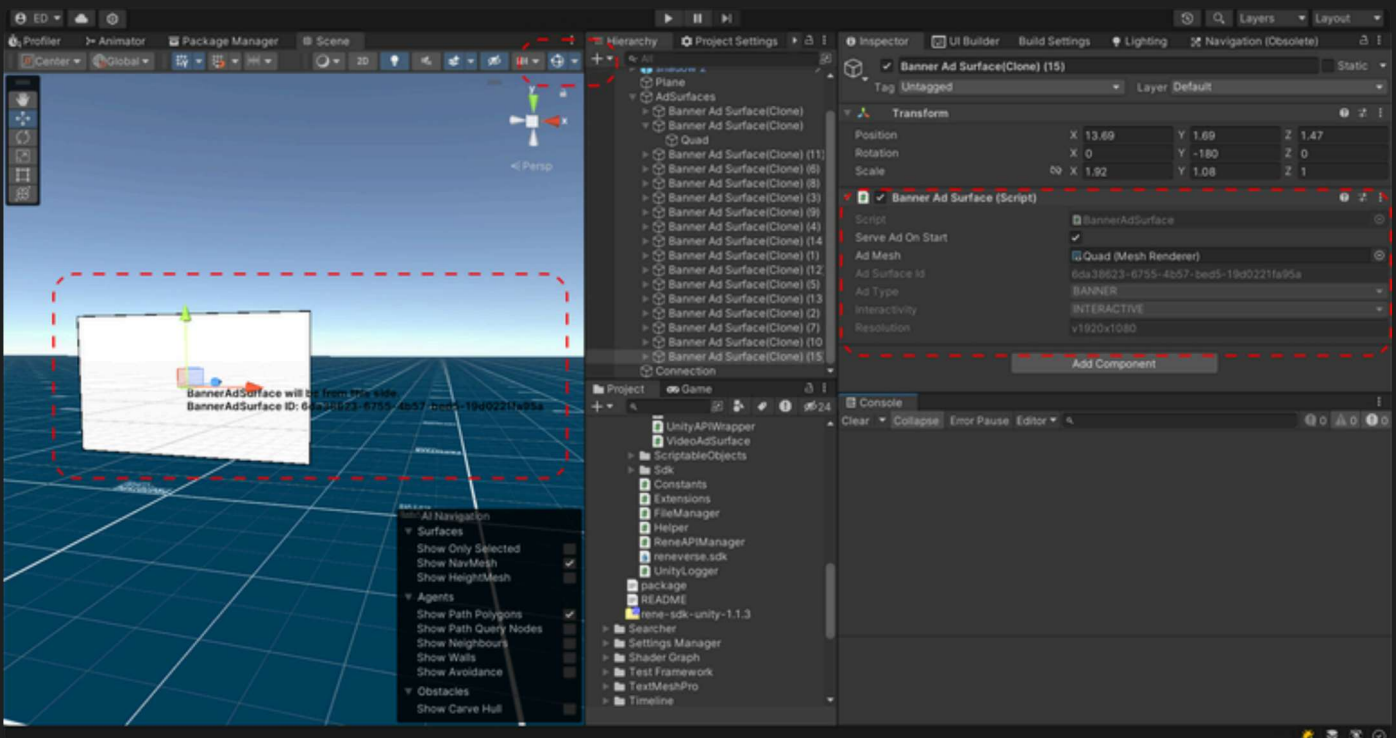 ED
Layers
Layout
Profiler
Animator
Package Manager
Scene
Center
Global
2D
y
x
Persp
BannerAdSurface will be from this side
BannerAdSurface ID: 6da38623-6755-4b57-bed5-19d0221fa95a
AI Navigation
Surfaces
Show Only Selected
Show NavMesh
Show HeightMesh
Agents
Show Path Polygons
Show Path Query Nodes
Show Neighbours
Show Walls
Show Avoidance
Obstacles
Show Carve Hull
Hierarchy
Project Settings
All
Plane
AdSurfaces
Banner Ad Surface(Clone)
Banner Ad Surface(Clone)
Quad
Banner Ad Surface(Clone) (11)
Banner Ad Surface(Clone) (6)
Banner Ad Surface(Clone) (8)
Banner Ad Surface(Clone) (3)
Banner Ad Surface(Clone) (9)
Banner Ad Surface(Clone) (4)
Banner Ad Surface(Clone) (14
Banner Ad Surface(Clone) (1)
Banner Ad Surface(Clone) (12
Banner Ad Surface(Clone) (5)
Banner Ad Surface(Clone) (13
Banner Ad Surface(Clone) (2)
Banner Ad Surface(Clone) (7)
Banner Ad Surface(Clone) (10
Banner Ad Surface(Clone) (15
Connection
Project
Game
24
UnityAPIWrapper
VideoAdSurface
ScriptableObjects
Sdk
Constants
Extensions
FileManager
Helper
ReneAPIManager
reneverse.sdk
UnityLogger
package
README
rene-sdk-unity-1.1.3
Searcher
Settings Manager
Shader Graph
Test Framework
TextMeshPro
Timeline
Inspector
UI Builder
Build Settings
Lighting
Navigation (Obsolete)
Banner Ad Surface(Clone) (15)
Static
Tag Untagged
Layer Default
Transform
Position X 13.69 Y 1.69 Z 1.47
Rotation X 0 Y -180 Z 0
Scale X 1.92 Y 1.08 Z 1
Banner Ad Surface (Script)
Script BannerAdSurface
Serve Ad On Start
Ad Mesh Quad (Mesh Renderer)
Ad Surface Id 6da38623-6755-4b57-bed5-19d0221fa95a
Ad Type BANNER
Interactivity INTERACTIVE
Resolution v1920x1080
Add Component
Console
Clear
Collapse
Error Pause
Editor
0 0 0